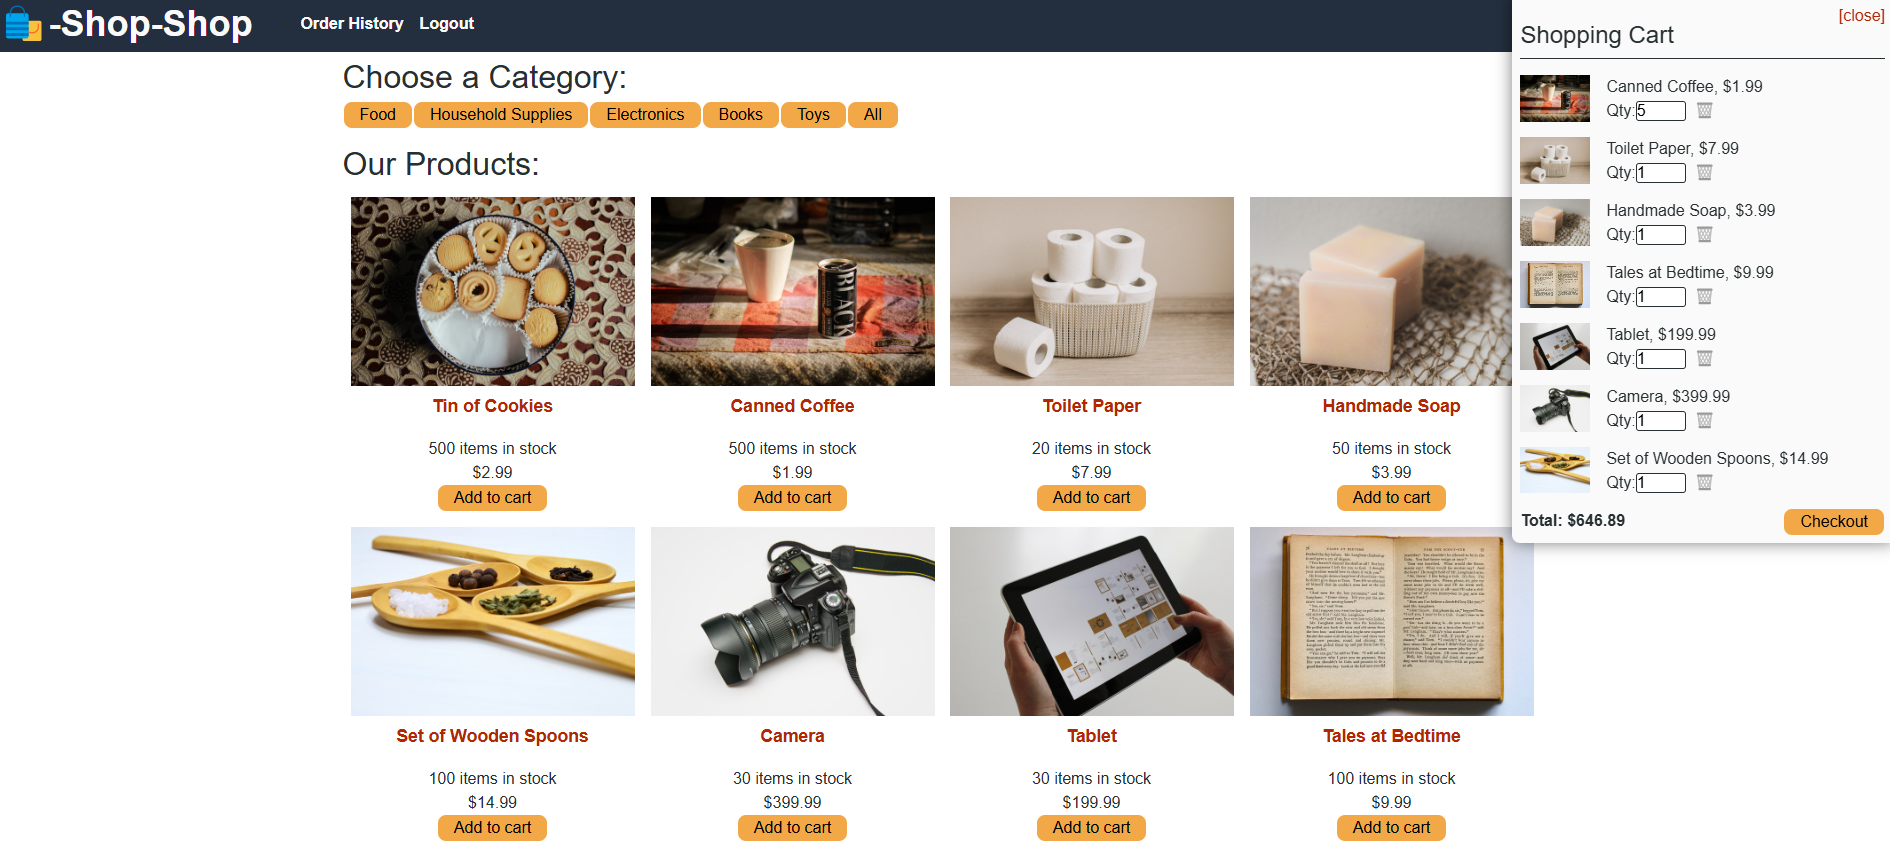 -Shop-Shop
Order History Logout
Choose a Category:
Food Household Supplies Electronics Books Toys All
Our Products:
BLACK
Tin of Cookies
500 items in stock
$2.99
Add to cart
Canned Coffee
500 items in stock
$1.99
Add to cart
Toilet Paper
20 items in stock
$7.99
Add to cart
Handmade Soap
50 items in stock
$3.99
Add to cart
Set of Wooden Spoons
100 items in stock
$14.99
Add to cart
Camera
30 items in stock
$399.99
Add to cart
Tablet
30 items in stock
$199.99
Add to cart
Tales at Bedtime
100 items in stock
$9.99
Add to cart
[close]
Shopping Cart
Canned Coffee, $1.99
Qty:5
Toilet Paper, $7.99
Qty:1
Handmade Soap, $3.99
Qty:1
Tales at Bedtime, $9.99
Qty:1
Tablet, $199.99
Qty:1
Camera, $399.99
Qty:1
Set of Wooden Spoons, $14.99
Qty:1
Total: $646.89
Checkout